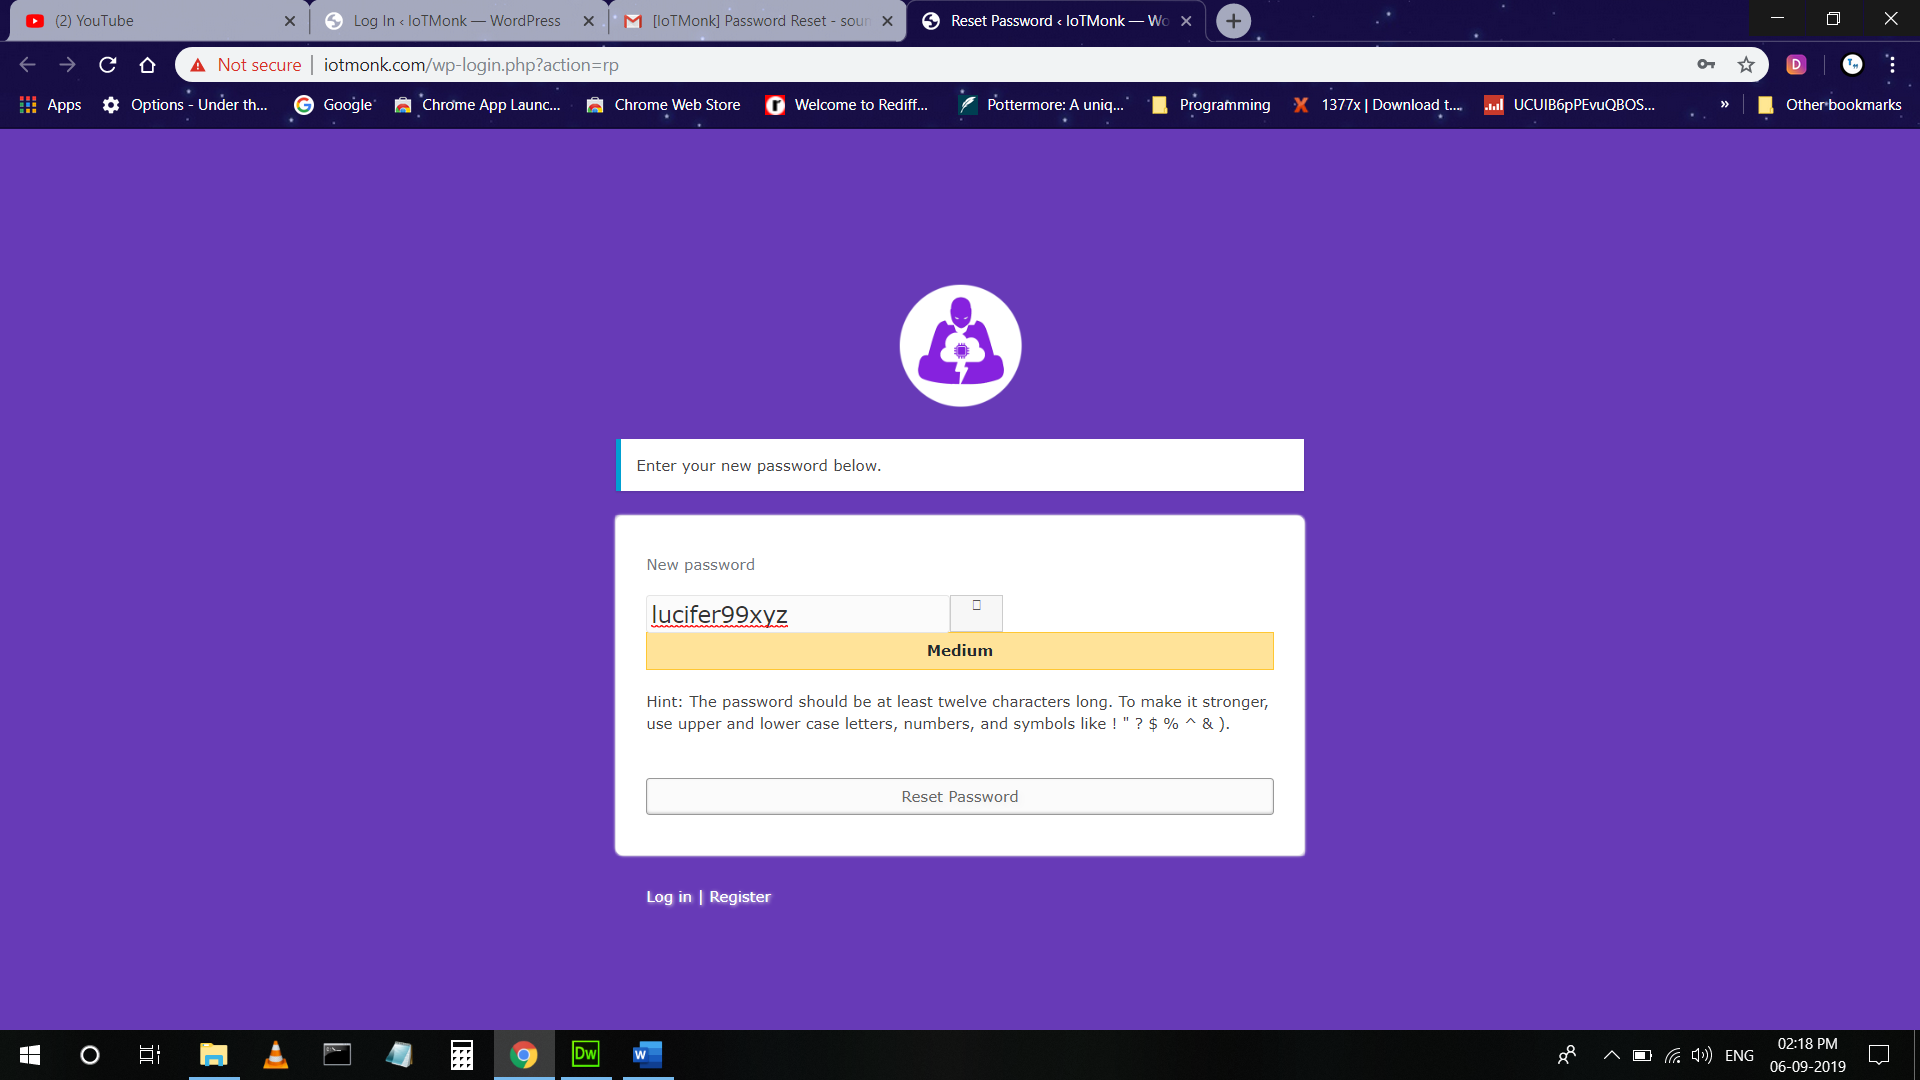 (2) YouTube
Log In ‹ IoTMonk — WordPress
[IoTMonk] Password Reset - sour
Reset Password ‹ IoTMonk — Wo
Not secure | iotmonk.com/wp-login.php?action=rp
Apps
Options - Under th...
Google
Chrome App Launc...
Chrome Web Store
Welcome to Rediff...
Pottermore: A uniq...
Programming
1377x | Download t...
UCUIB6pPEvuQBOS...
»
Other bookmarks
Enter your new password below.
New password
lucifer99xyz
Medium
Hint: The password should be at least twelve characters long. To make it stronger,
use upper and lower case letters, numbers, and symbols like ! " ? $ % ^ & ).
Reset Password
Log in | Register
ENG
02:18 PM
06-09-2019